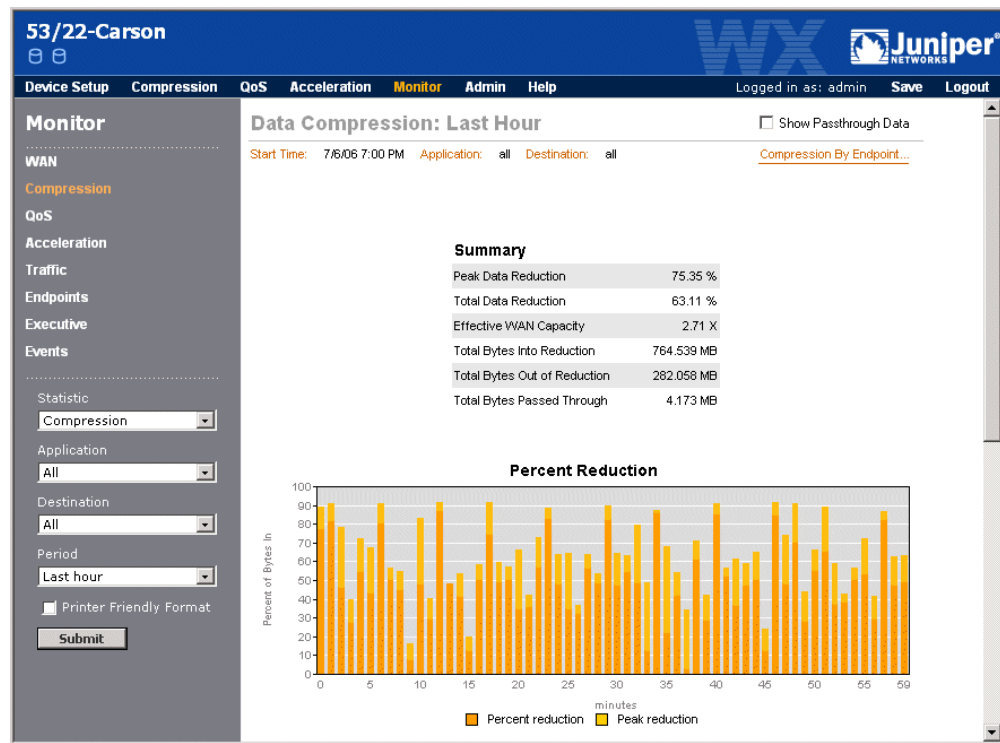 53/22-Carson
WX
Juniper®
NETWORKS
Device Setup Compression QoS Acceleration Monitor Admin Help Logged in as: admin Save Logout
Monitor
WAN
Compression
QoS
Acceleration
Traffic
Endpoints
Executive
Events
Statistic
Compression
Application
All
Destination
All
Period
Last hour
Printer Friendly Format
Submit
Data Compression: Last Hour
Show Passthrough Data
Start Time: 7/6/06 7:00 PM Application: all Destination: all
Compression By Endpoint...
Summary
Peak Data Reduction 75.35 %
Total Data Reduction 63.11 %
Effective WAN Capacity 2.71 X
Total Bytes Into Reduction 764.539 MB
Total Bytes Out of Reduction 282.058 MB
Total Bytes Passed Through 4.173 MB
Percent Reduction
Percent of Bytes In
100
90
80
70
60
50
40
30
20
10
0
0 5 10 15 20 25 30 35 40 45 50 55 59
minutes
Percent reduction Peak reduction